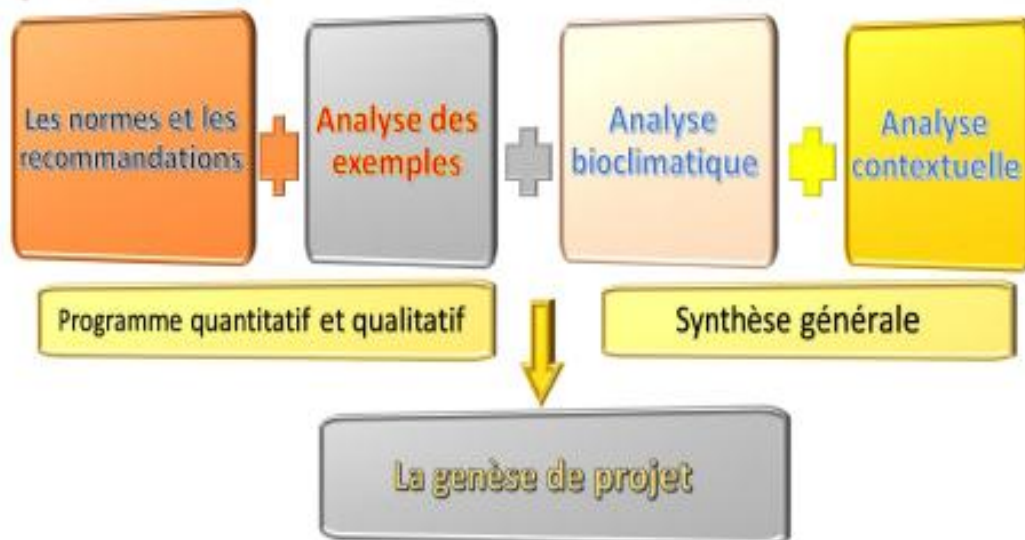 Les normes et les
recommandations
Analyse des
exemples
Analyse
bioclimatique
Analyse
contextuelle
Programme quantitatif et qualitatif
Synthèse générale
La genèse de projet